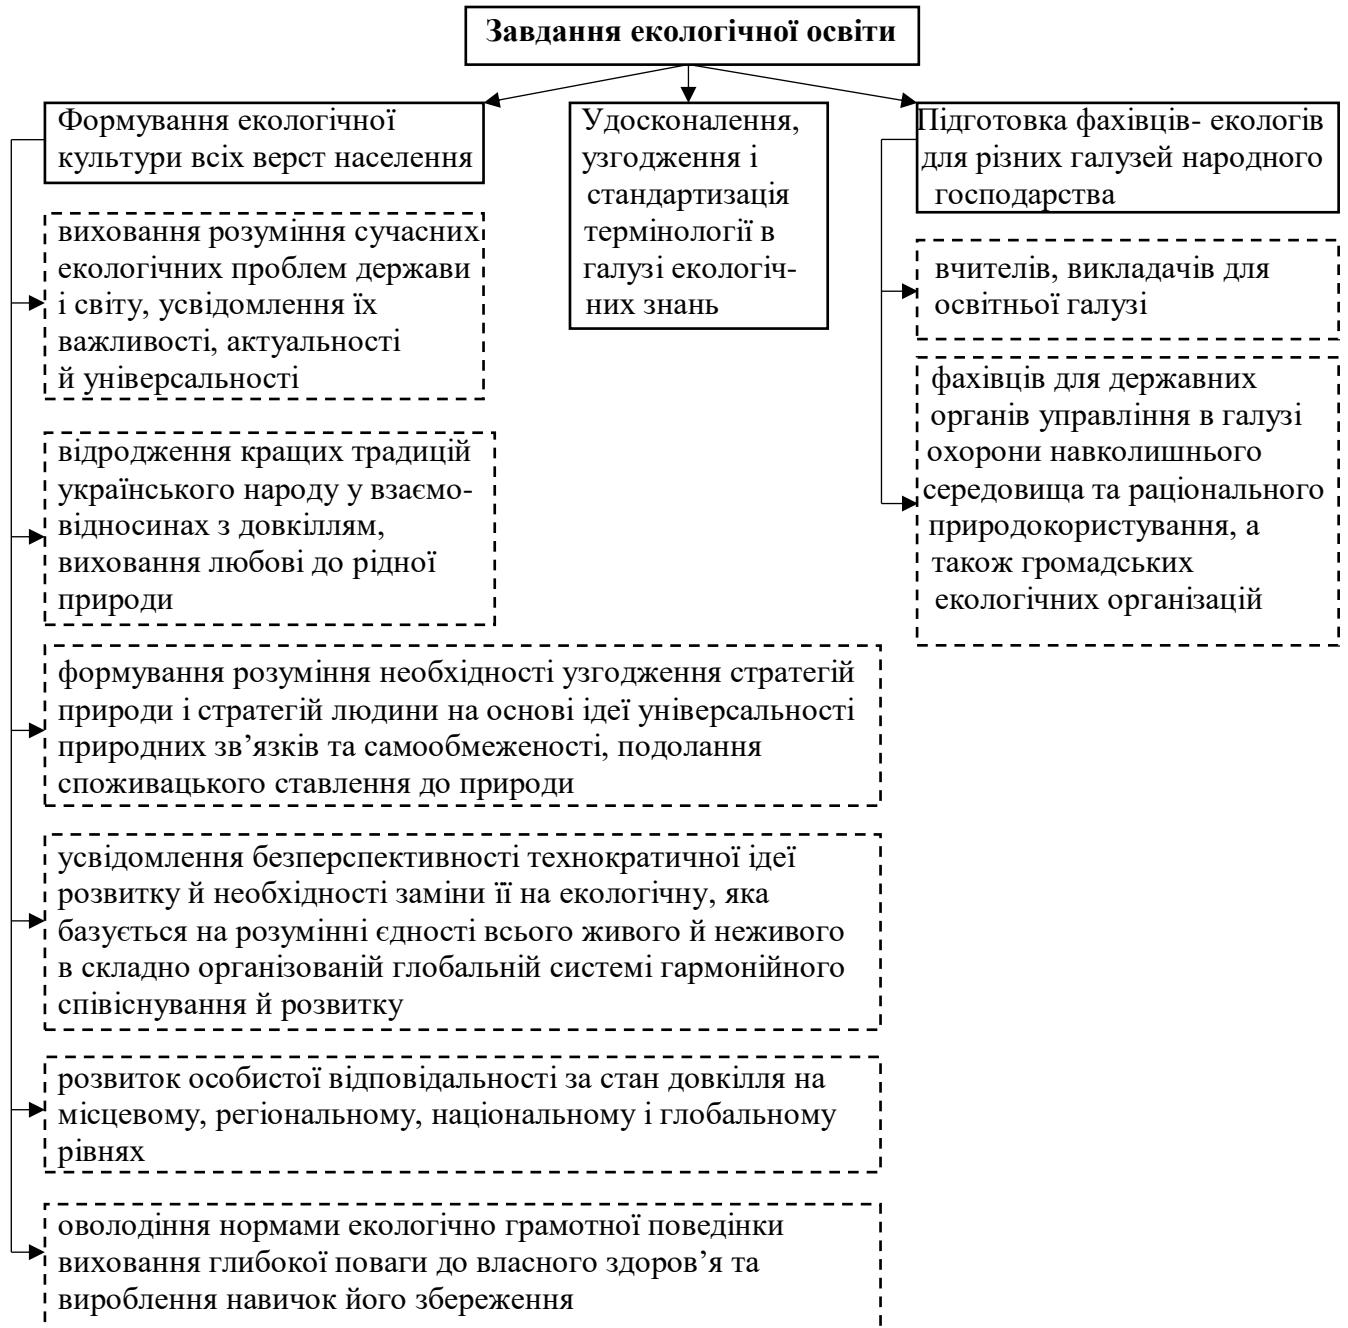 Завдання екологічної освіти
Формування екологічної
культури всіх верст населення
виховання розуміння сучасних
екологічних проблем держави
і світу, усвідомлення їх
важливості, актуальності
й універсальності
відродження кращих традицій
українського народу у взаємо-
відносинах з довкіллям,
виховання любові до рідної
природи
формування розуміння необхідності узгодження стратегій
природи і стратегій людини на основі ідеї універсальності
природних зв’язків та самообмеженості, подолання
споживацького ставлення до природи
усвідомлення безперспективності технократичної ідеї
розвитку й необхідності заміни її на екологічну, яка
базується на розумінні єдності всього живого й неживого
в складно організованій глобальній системі гармонійного
співіснування й розвитку
розвиток особистої відповідальності за стан довкілля на
місцевому, регіональному, національному і глобальному
рівнях
оволодіння нормами екологічно грамотної поведінки
виховання глибокої поваги до власного здоров’я та
вироблення навичок його збереження
Удосконалення,
узгодження і
стандартизація
термінології в
галузі екологіч-
них знань
Підготовка фахівців- екологів
для різних галузей народного
господарства
вчителів, викладачів для
освітньої галузі
фахівців для державних
органів управління в галузі
охорони навколишнього
середовища та раціонального
природокористування, а
також громадських
екологічних організацій